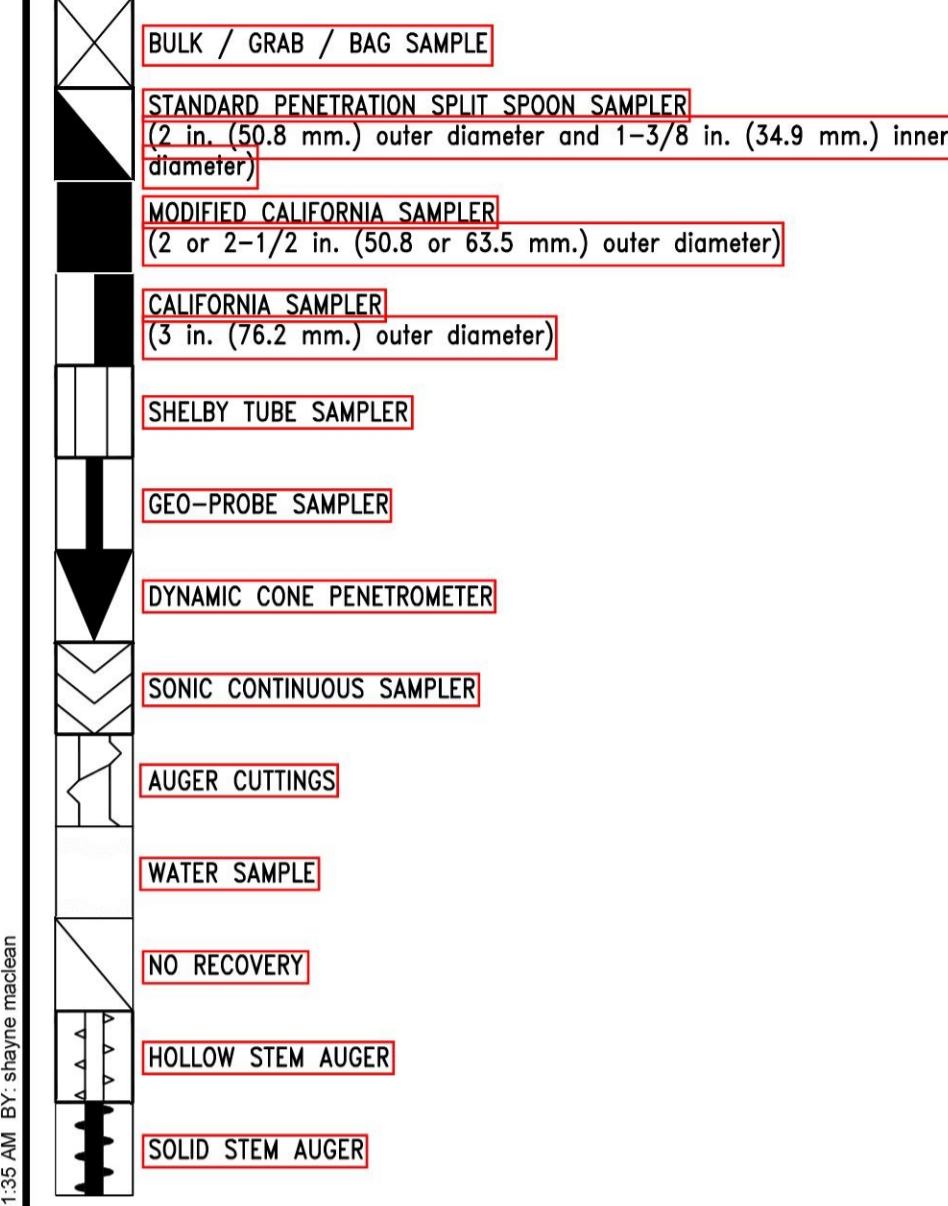 BULK / GRAB / BAG SAMPLE
STANDARD PENETRATION SPLIT SPOON SAMPLER
(2 in. (50.8 mm.) outer diameter and 1-3/8 in. (34.9 mm.) inner
diameter)
MODIFIED CALIFORNIA SAMPLER
(2 or 2-1/2 in. (50.8 or 63.5 mm.) outer diameter)
CALIFORNIA SAMPLER
(3 in. (76.2 mm.) outer diameter)
SHELBY TUBE SAMPLER
GEO-PROBE SAMPLER
DYNAMIC CONE PENETROMETER
SONIC CONTINUOUS SAMPLER
AUGER CUTTINGS
WATER SAMPLE
NO RECOVERY
HOLLOW STEM AUGER
SOLID STEM AUGER
1:35 AM BY: shayne maclean